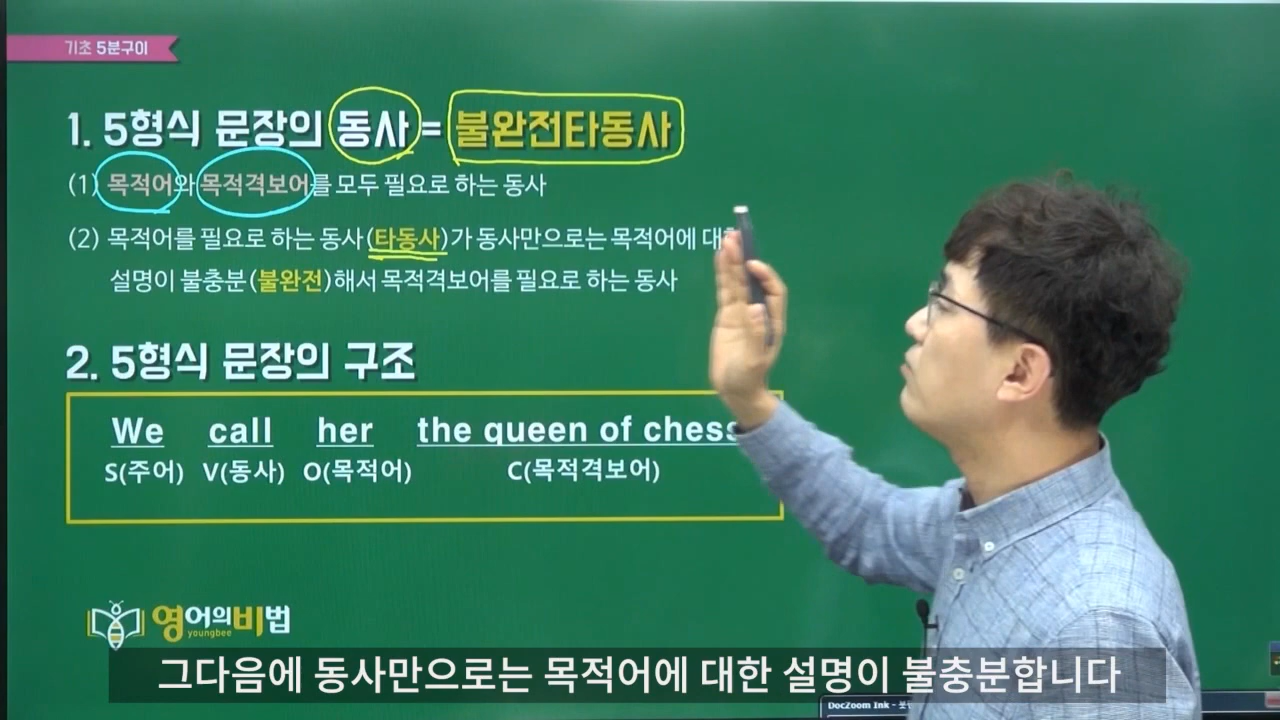 기초 5분구이
1. 5형식 문장의 동사 = 불완전타동사
(1) 목적어와 목적격보어를 모두 필요로 하는 동사
(2) 목적어를 필요로 하는 동사(타동사)가 동사만으로는 목적어에 대한
설명이 불충분(불완전)해서 목적격보어를 필요로 하는 동사
2. 5형식 문장의 구조
We call her the queen of chess
S(주어) V(동사) O(목적어) C(목적격보어)
영어의비법
youngbee
그다음에 동사만으로는 목적어에 대한 설명이 불충분합니다
DocZoom Ink -